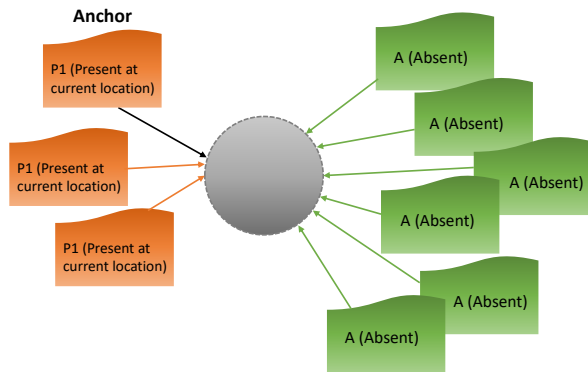 Anchor
P1 (Present at
current location)
P1 (Present at
current location)
P1 (Present at
current location)
A (Absent)
A (Absent)
A (Absent)
A (Absent)
A (Absent)
A (Absent)